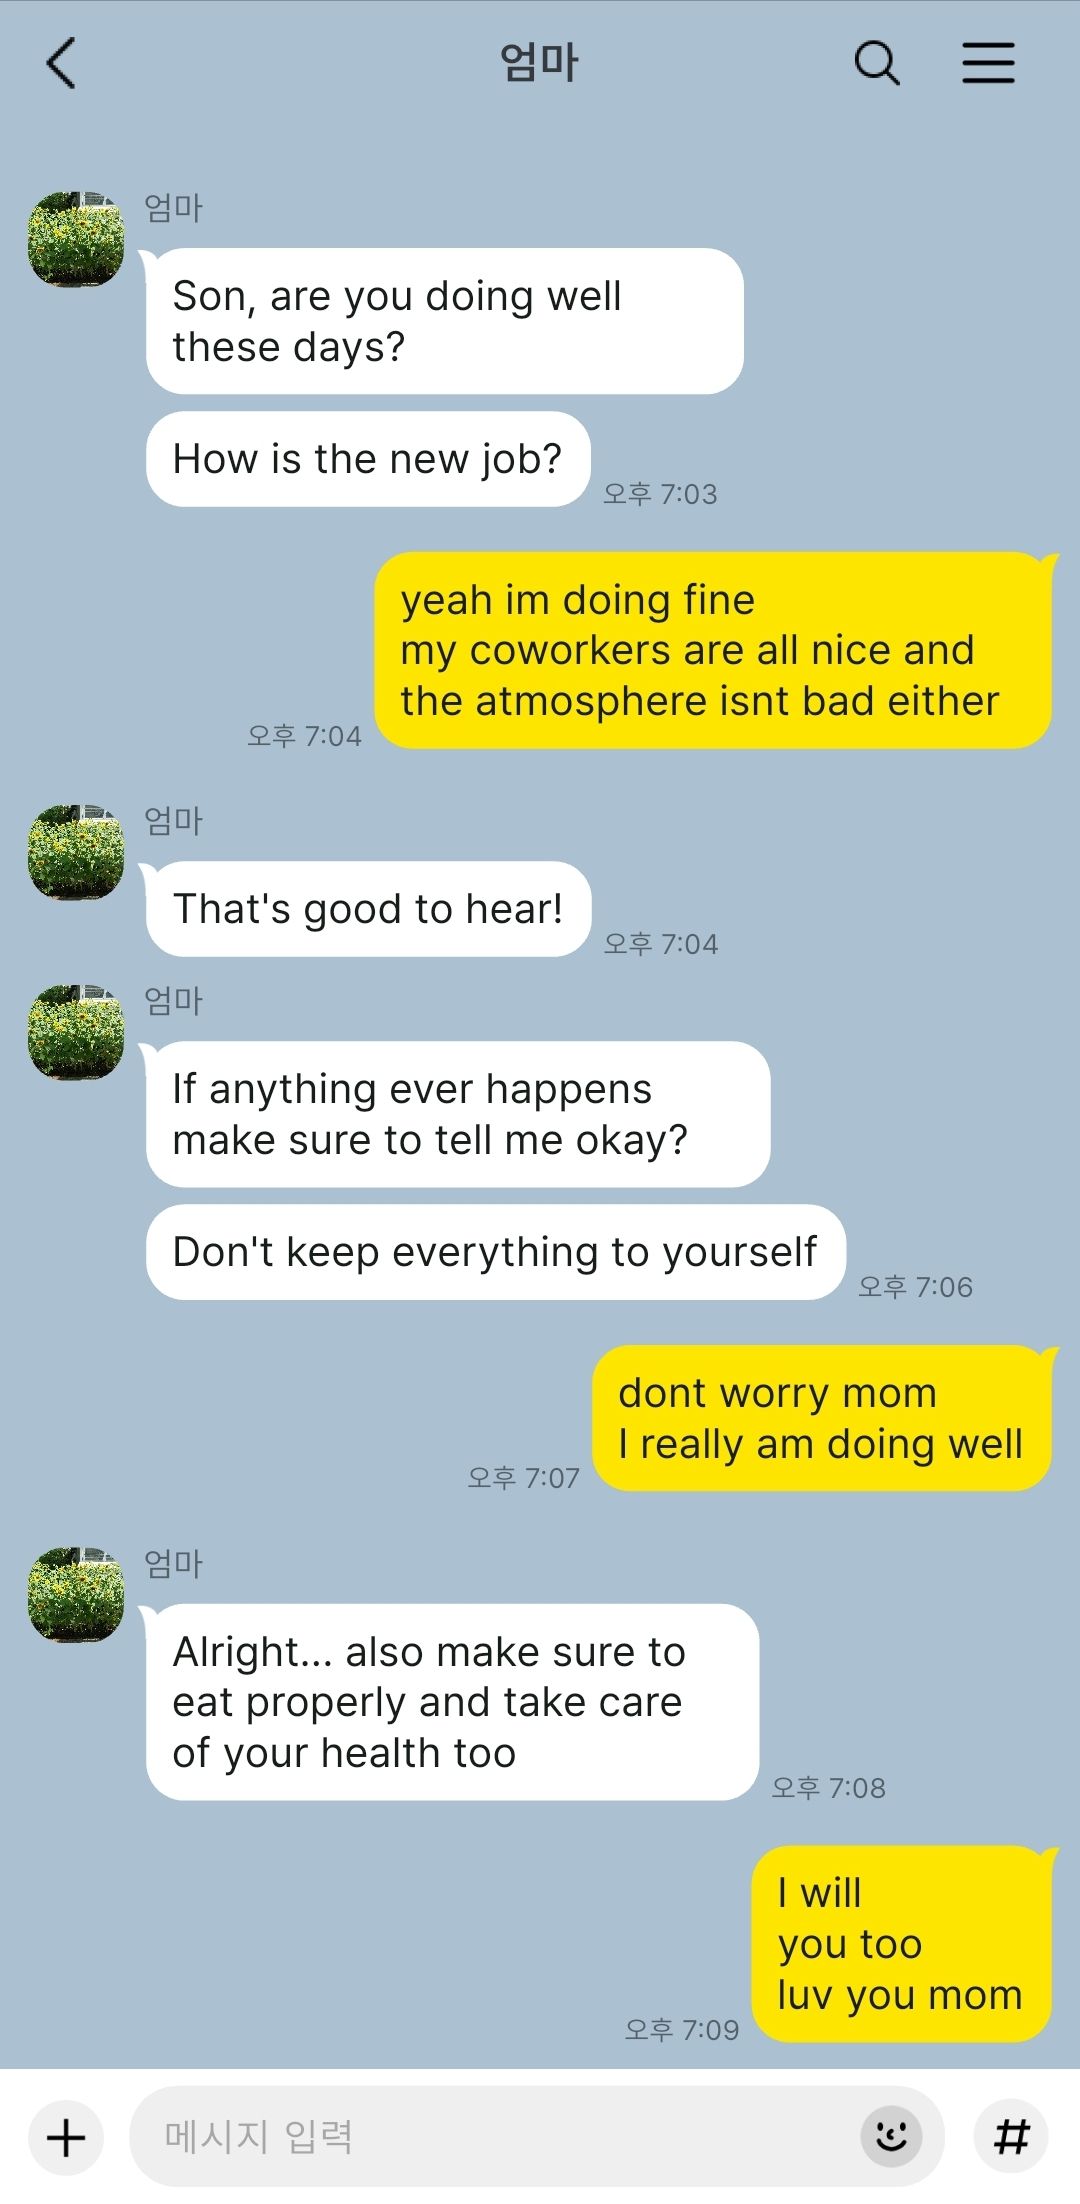 엄마
엄마
Son, are you doing well
these days?
How is the new job?
오후 7:03
yeah im doing fine
my coworkers are all nice and
the atmosphere isnt bad either
오후 7:04
엄마
That's good to hear!
오후 7:04
엄마
If anything ever happens
make sure to tell me okay?
Don't keep everything to yourself
오후 7:06
dont worry mom
I really am doing well
오후 7:07
엄마
Alright... also make sure to
eat properly and take care
of your health too
오후 7:08
I will
you too
luv you mom
오후 7:09
메시지 입력
#